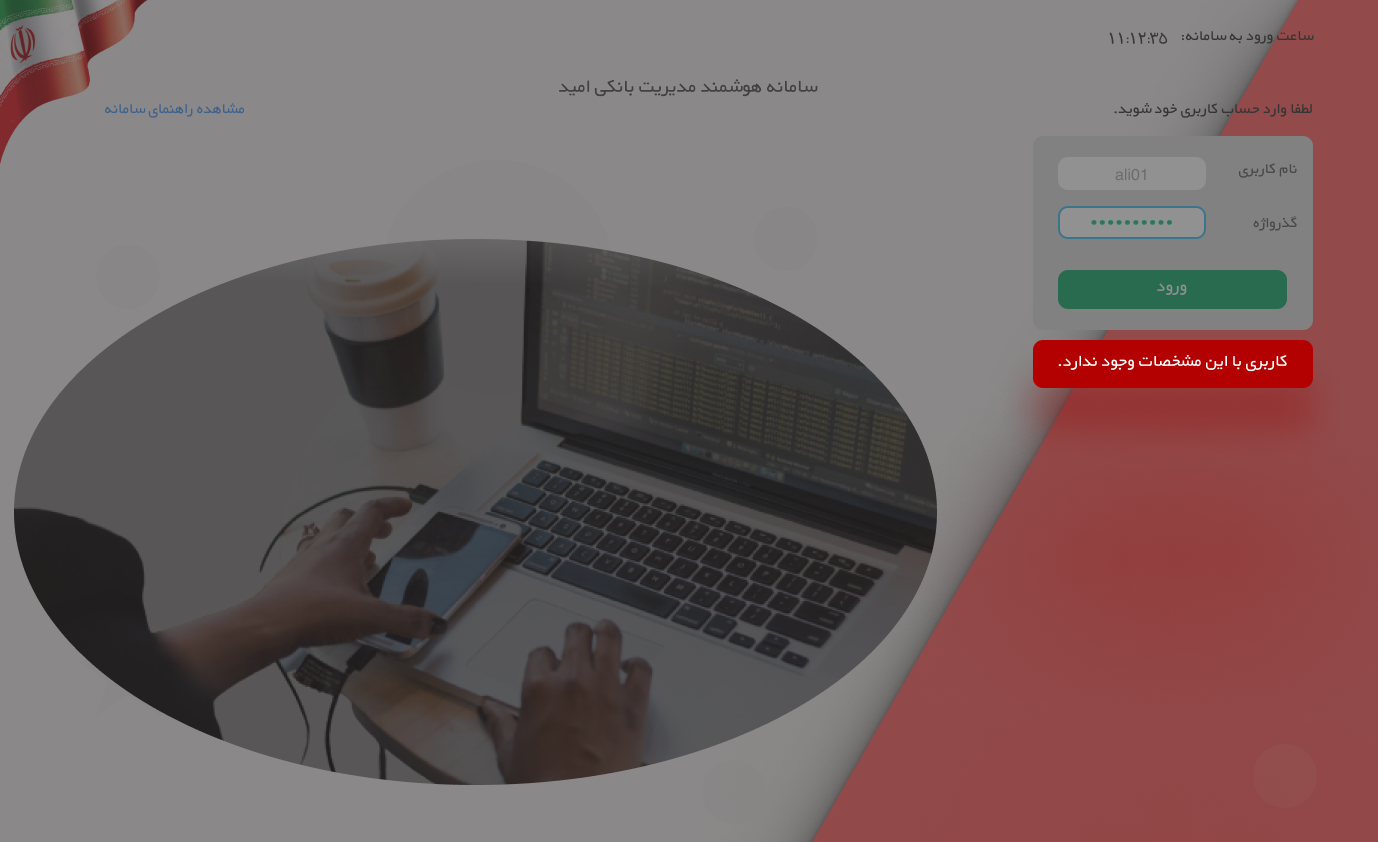 ساعت ورود به سامانه: ۱۱:۱۲:۳۵
سامانه هوشمند مدیریت بانکی امید
مشاهده راهنمای سامانه
لطفا وارد حساب کاربری خود شوید.
نام کاربری ali01
گذرواژه ••••••••••
ورود
کاربری با این مشخصات وجود ندارد.